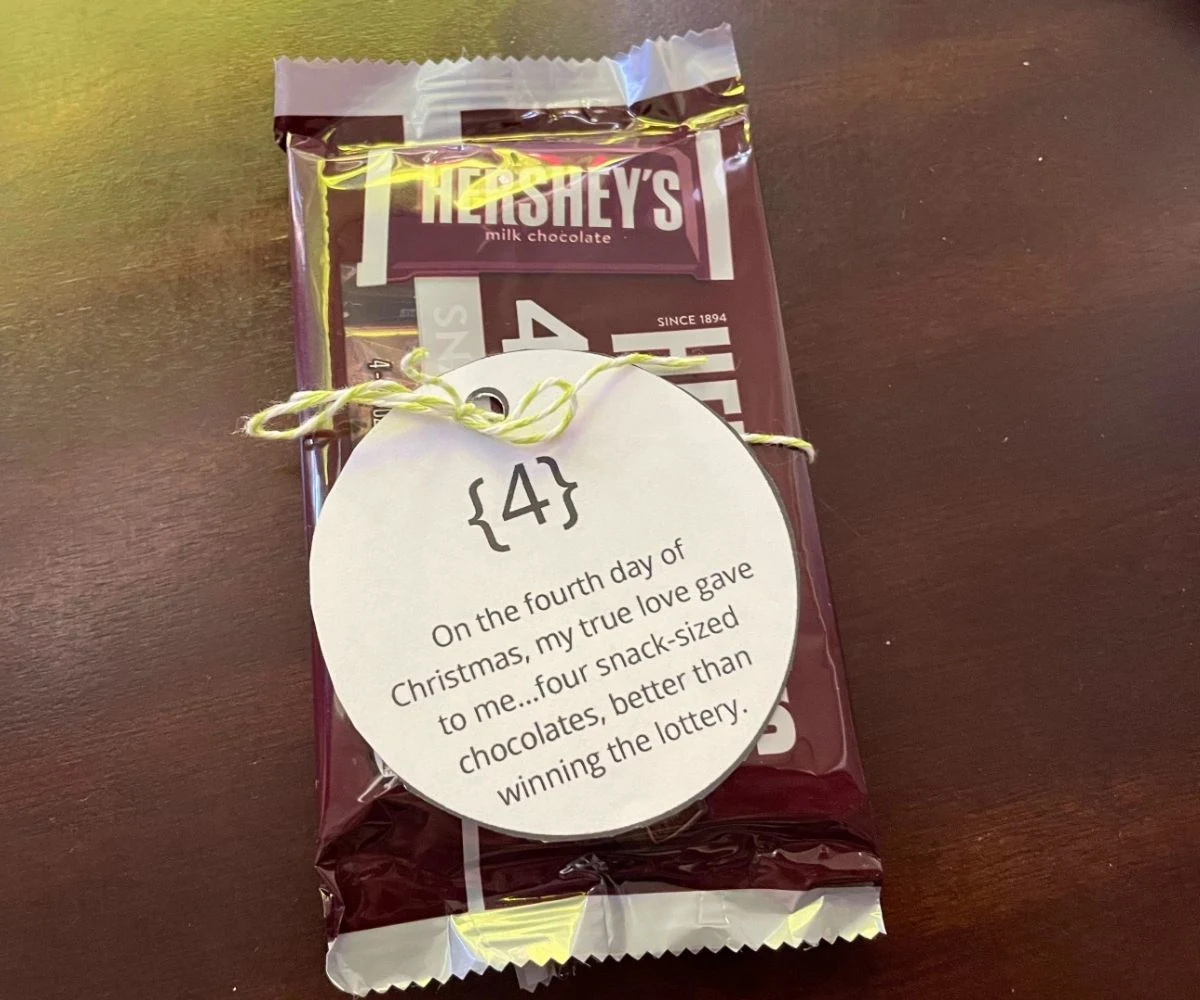 HERSHEY'S
milk chocolate
SINCE 1894
4
{4}
On the fourth day of
Christmas, my true love gave
to me...four snack-sized
chocolates, better than
winning the lottery.